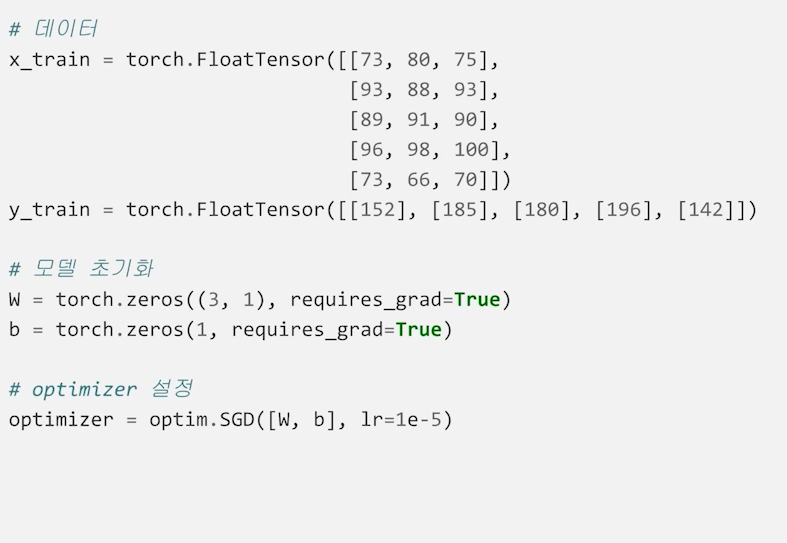 # 데이터
x_train = torch.FloatTensor([[73, 80, 75],
                             [93, 88, 93],
                             [89, 91, 90],
                             [96, 98, 100],
                             [73, 66, 70]])
y_train = torch.FloatTensor([[152], [185], [180], [196], [142]])
# 모델 초기화
W = torch.zeros((3, 1), requires_grad=True)
b = torch.zeros(1, requires_grad=True)
# optimizer 설정
optimizer = optim.SGD([W, b], lr=1e-5)